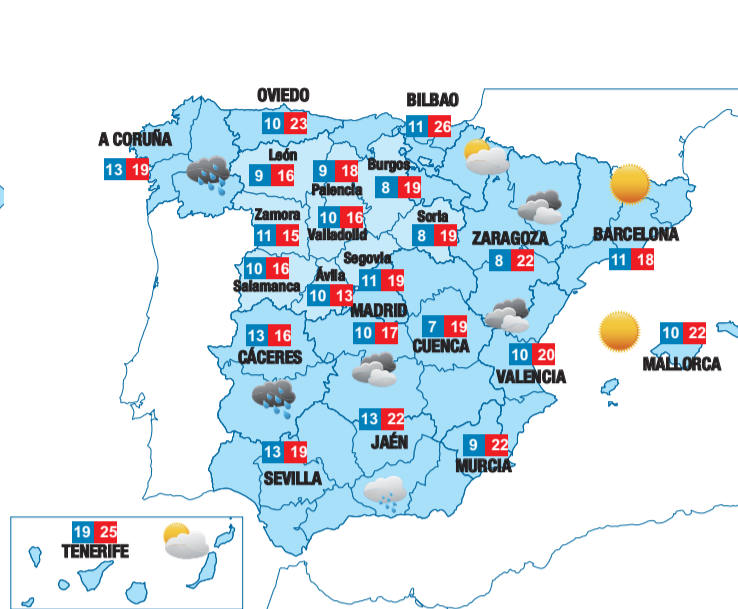 OVIEDO
10 23
BILBAO
11 26
A CORUÑA
13 19
León
9 16
9 18
Palencia
Burgos
8 19
Zamora
11 15
10 16
Valladolid
Soria
8 19
ZARAGOZA
8 22
BARCELONA
11 18
10 16
Salamanca
Segovia
11 19
Ávila
10 13
MADRID
10 17
7 19
CUENCA
13 16
CÁCERES
10 20
VALENCIA
10 22
MALLORCA
13 22
JAÉN
9 22
MURCIA
13 19
SEVILLA
19 25
TENERIFE